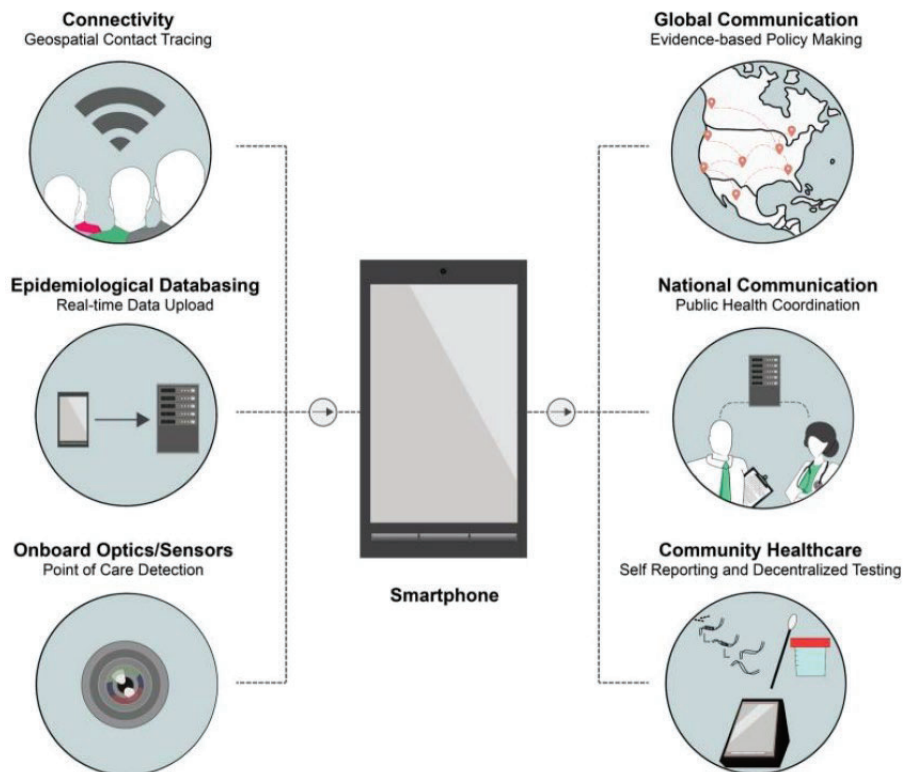 Connectivity
Geospatial Contact Tracing
Epidemiological Databasing
Real-time Data Upload
Onboard Optics/Sensors
Point of Care Detection
Smartphone
Global Communication
Evidence-based Policy Making
National Communication
Public Health Coordination
Community Healthcare
Self Reporting and Decentralized Testing